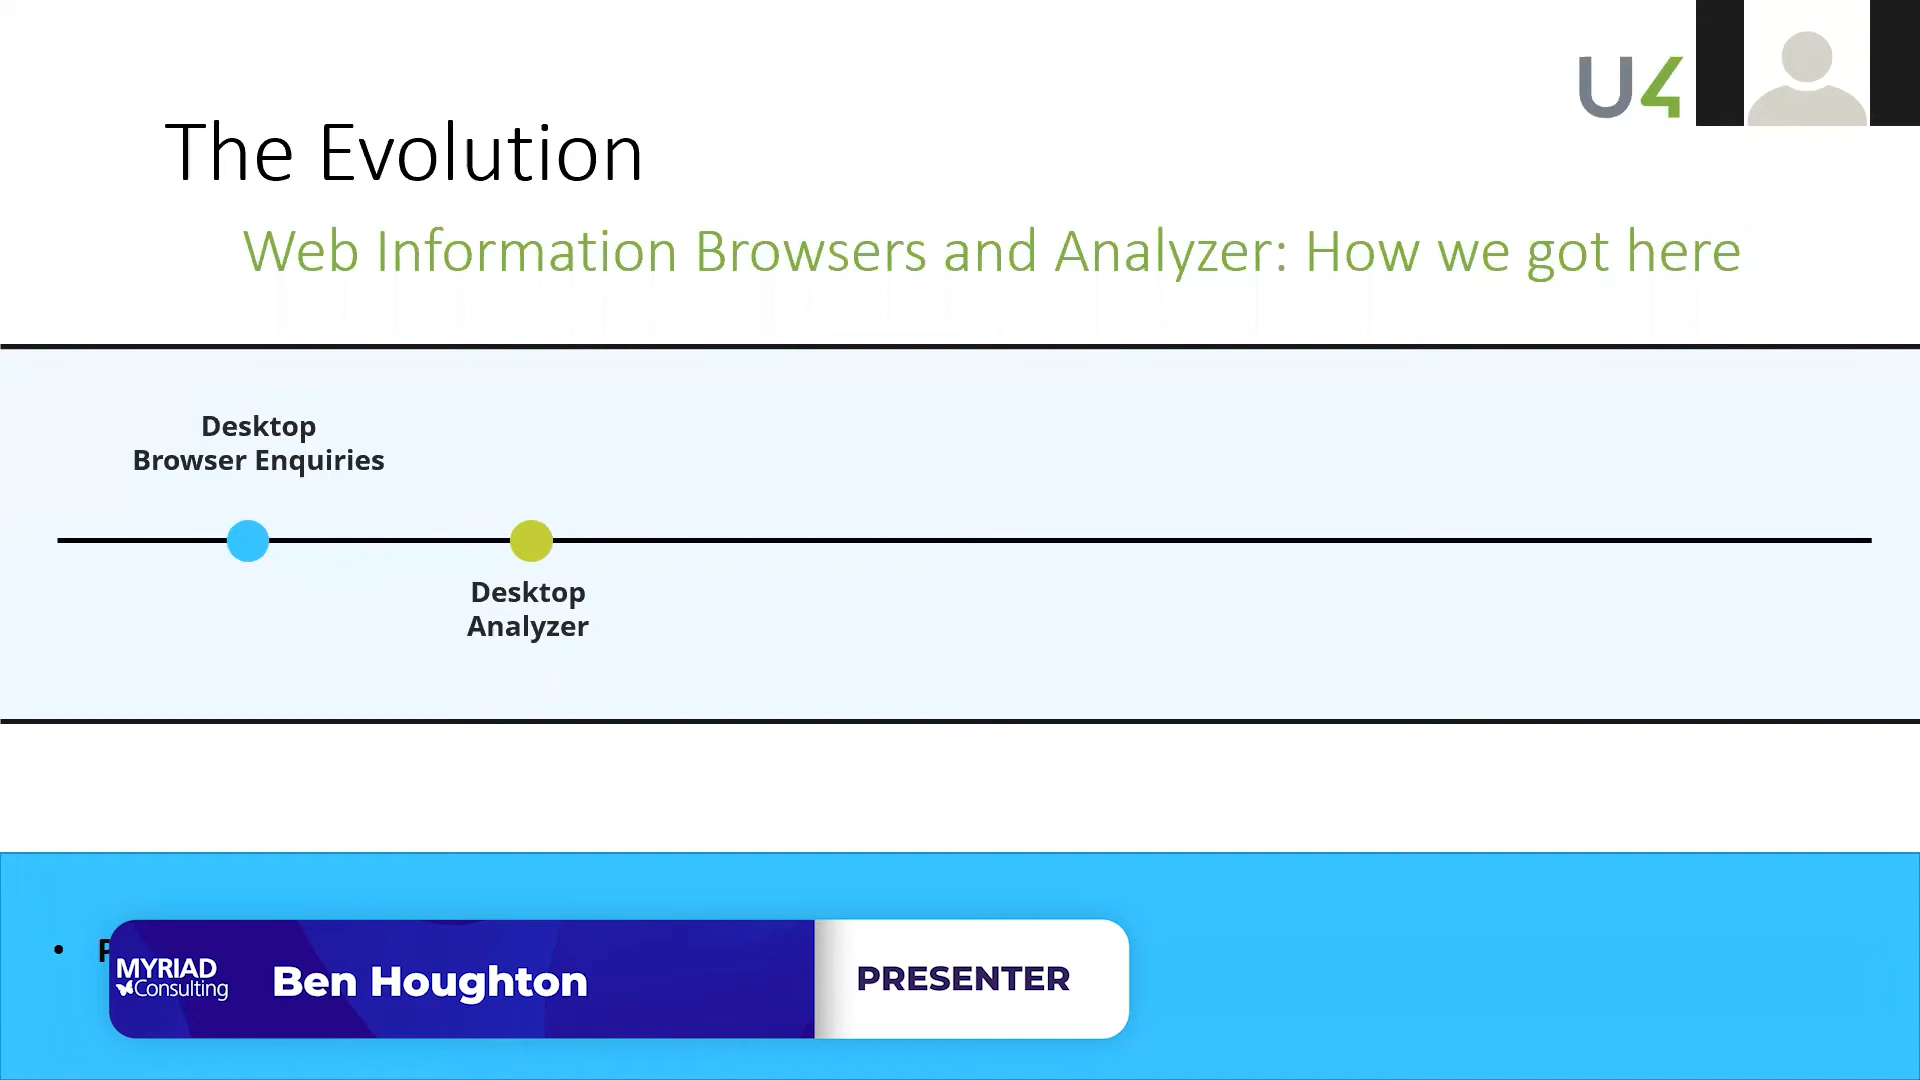 U4
The Evolution
Web Information Browsers and Analyzer: How we got here
Desktop
Browser Enquiries
Desktop
Analyzer
MYRIAD
Consulting
Ben Houghton
PRESENTER